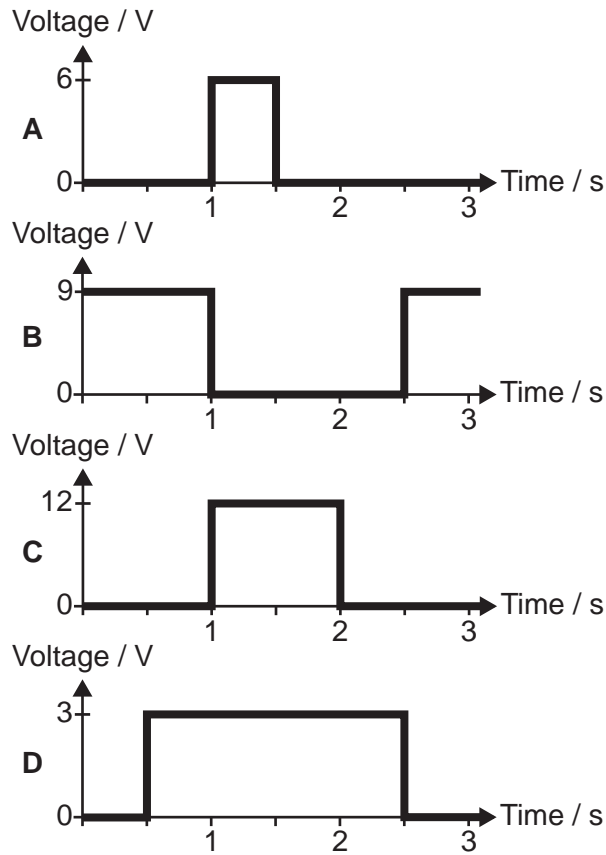 Voltage / V
6
A
0
Time / s
1 2 3
Voltage / V
9
B
0
Time / s
1 2 3
Voltage / V
12
C
0
Time / s
1 2 3
Voltage / V
3
D
0
Time / s
1 2 3